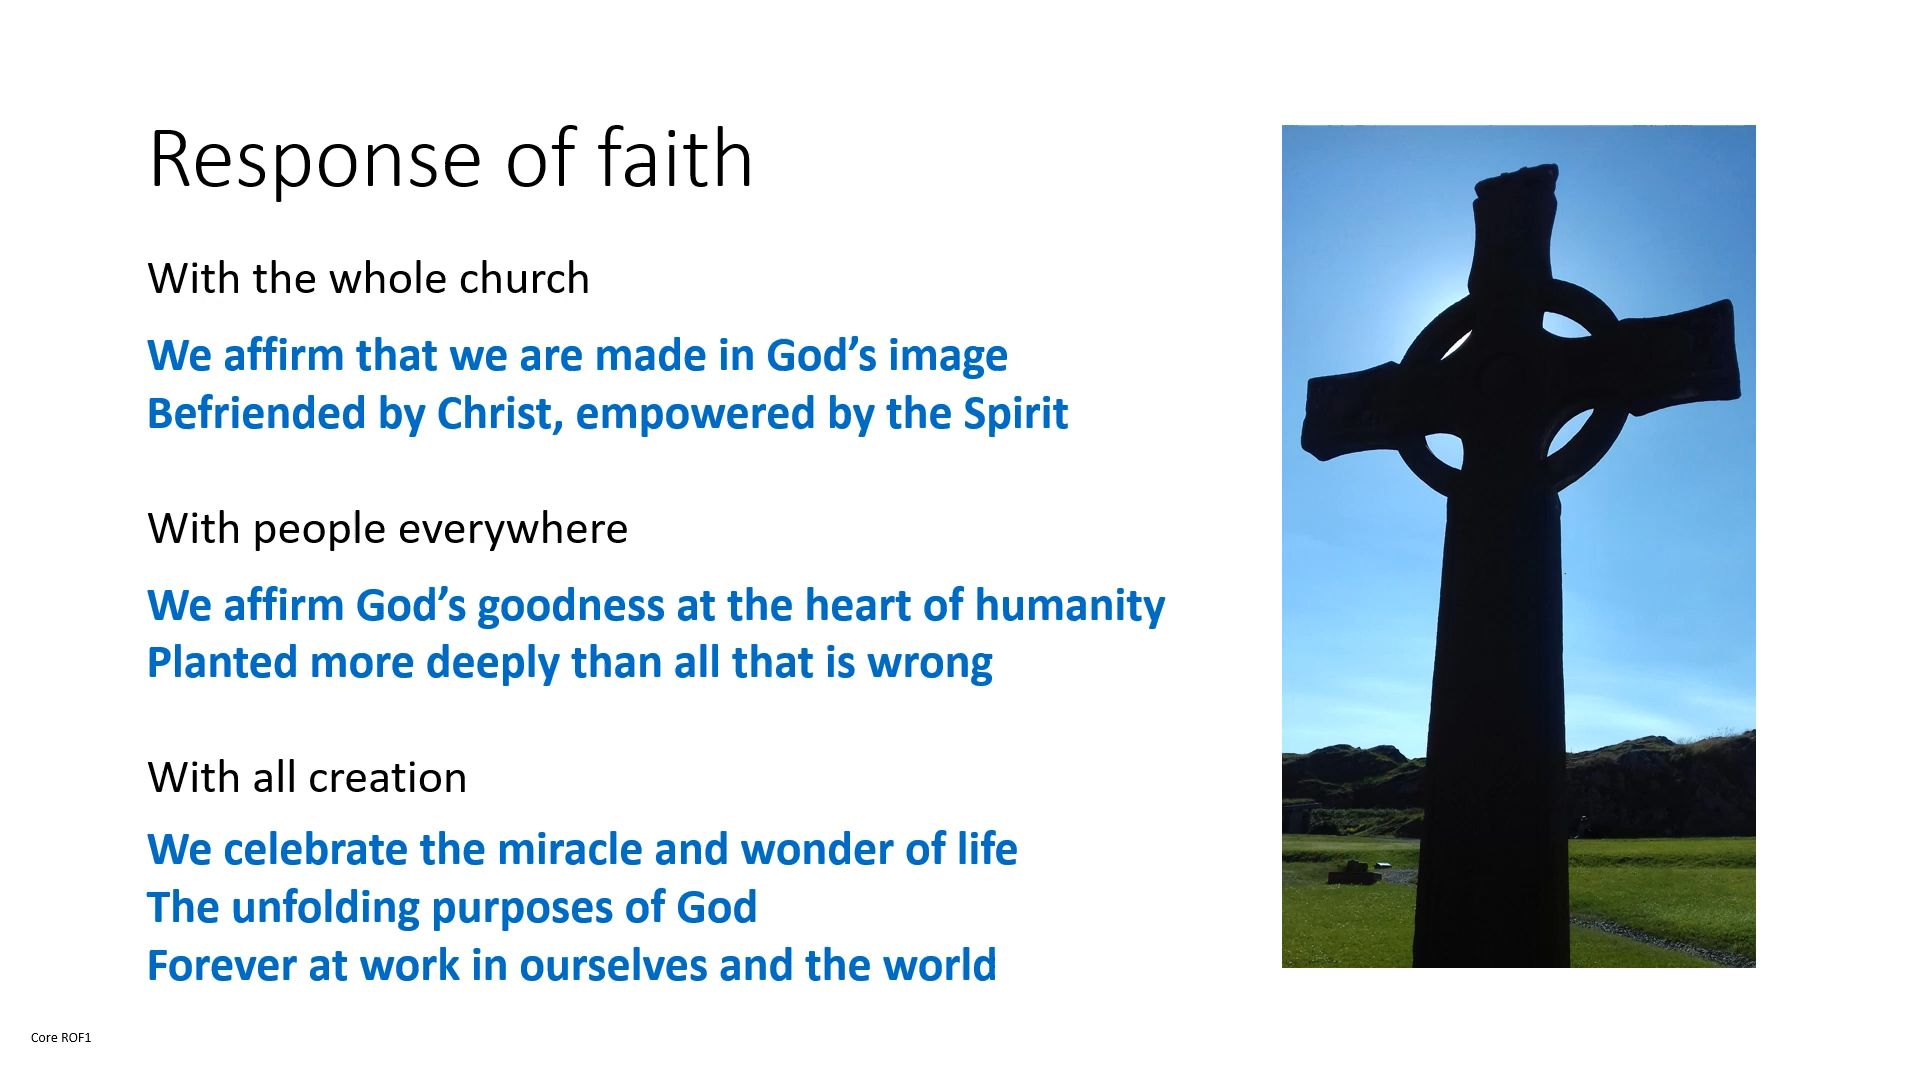 Response of faith
With the whole church
We affirm that we are made in God’s image
Befriended by Christ, empowered by the Spirit
With people everywhere
We affirm God’s goodness at the heart of humanity
Planted more deeply than all that is wrong
With all creation
We celebrate the miracle and wonder of life
The unfolding purposes of God
Forever at work in ourselves and the world
Core ROF1